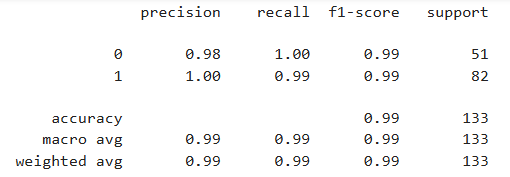 precision recall f1-score support
0 0.98 1.00 0.99 51
1 1.00 0.99 0.99 82
accuracy 0.99 133
macro avg 0.99 0.99 0.99 133
weighted avg 0.99 0.99 0.99 133